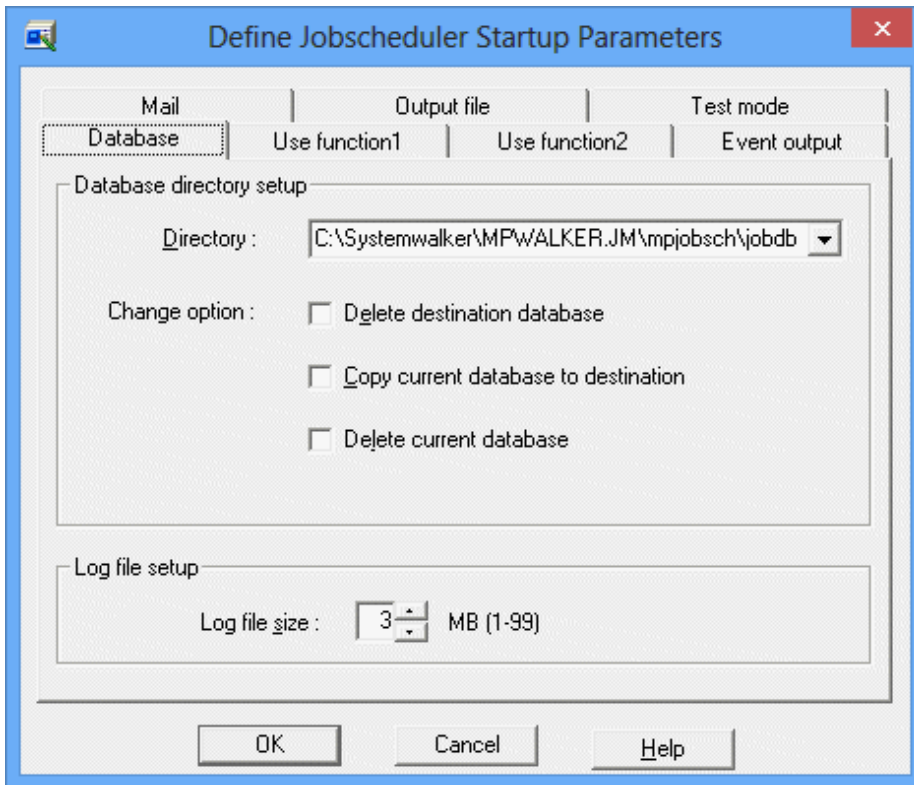 Define Jobscheduler Startup Parameters
Mail Output file Test mode
Database Use function1 Use function2 Event output
Database directory setup
Directory : C:\Systemwalker\MPWALKER.JM\mpjobsch\jobdb
Change option : Delete destination database
Copy current database to destination
Delete current database
Log file setup
Log file size : 3 MB (1-99)
OK Cancel Help